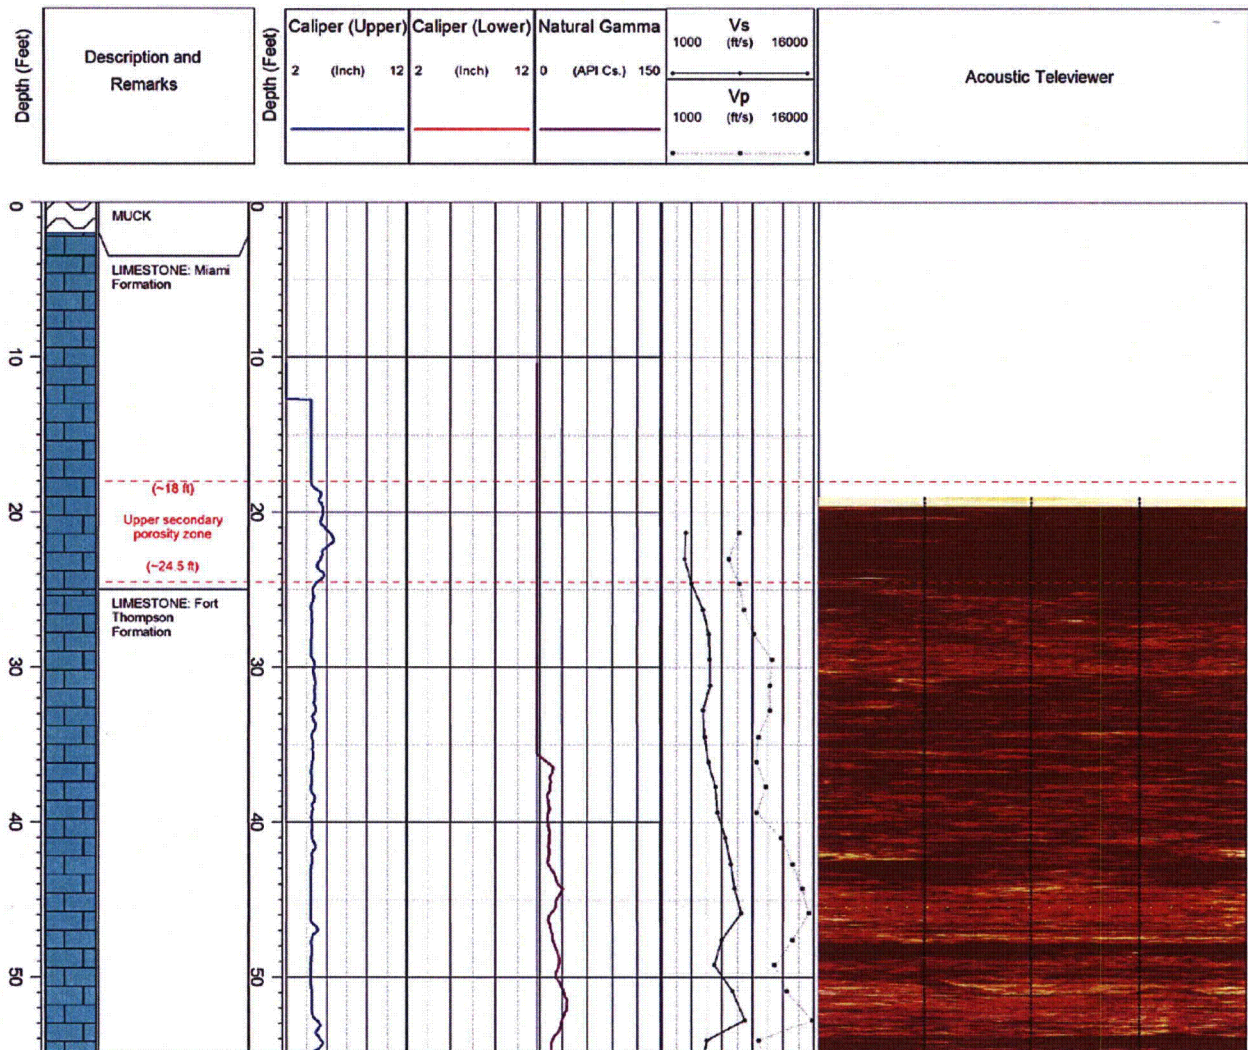 Depth (Feet)
Description and
Remarks
Depth (Feet)
Caliper (Upper)
2 (Inch) 12
Caliper (Lower)
2 (Inch) 12
Natural Gamma
0 (API Cs.) 150
Vs
1000 (ft/s) 16000
Vp
1000 (ft/s) 16000
Acoustic Televiewer
0
MUCK
0
LIMESTONE: Miami
Formation
10
10
(~18 ft)
20
Upper secondary
porosity zone
20
(~24.5 ft)
LIMESTONE: Fort
Thompson
Formation
30
30
40
40
50
50